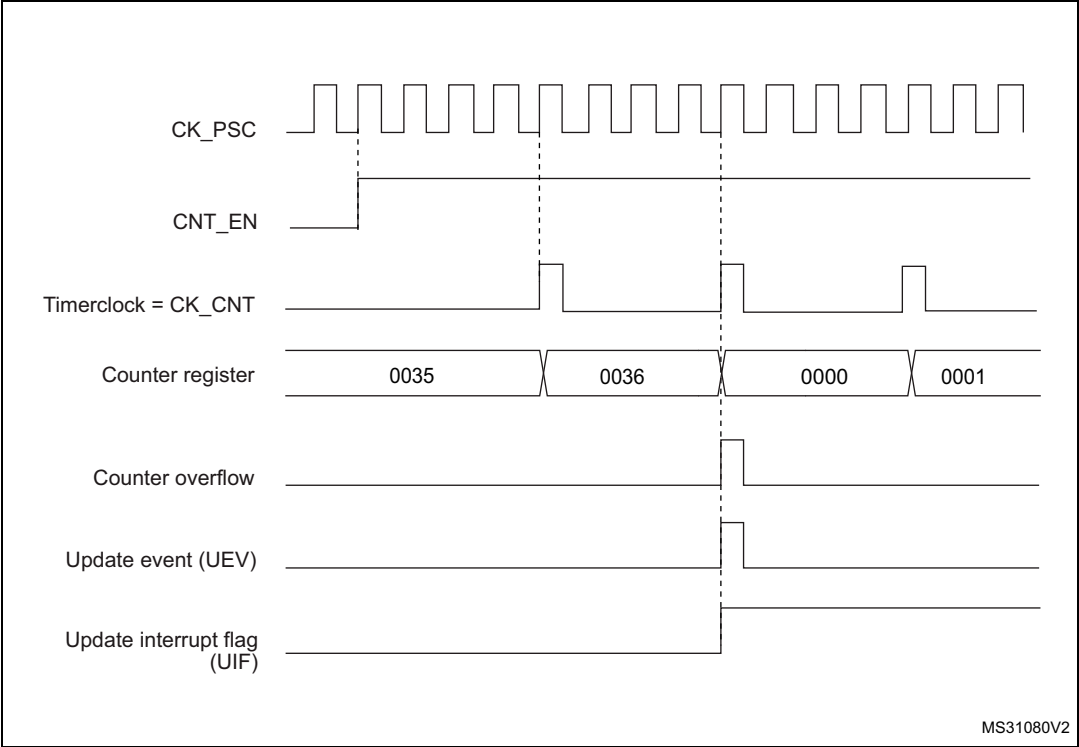 CK_PSC
CNT_EN
Timerclock = CK_CNT
Counter register
0035
0036
0000
0001
Counter overflow
Update event (UEV)
Update interrupt flag
(UIF)
MS31080V2